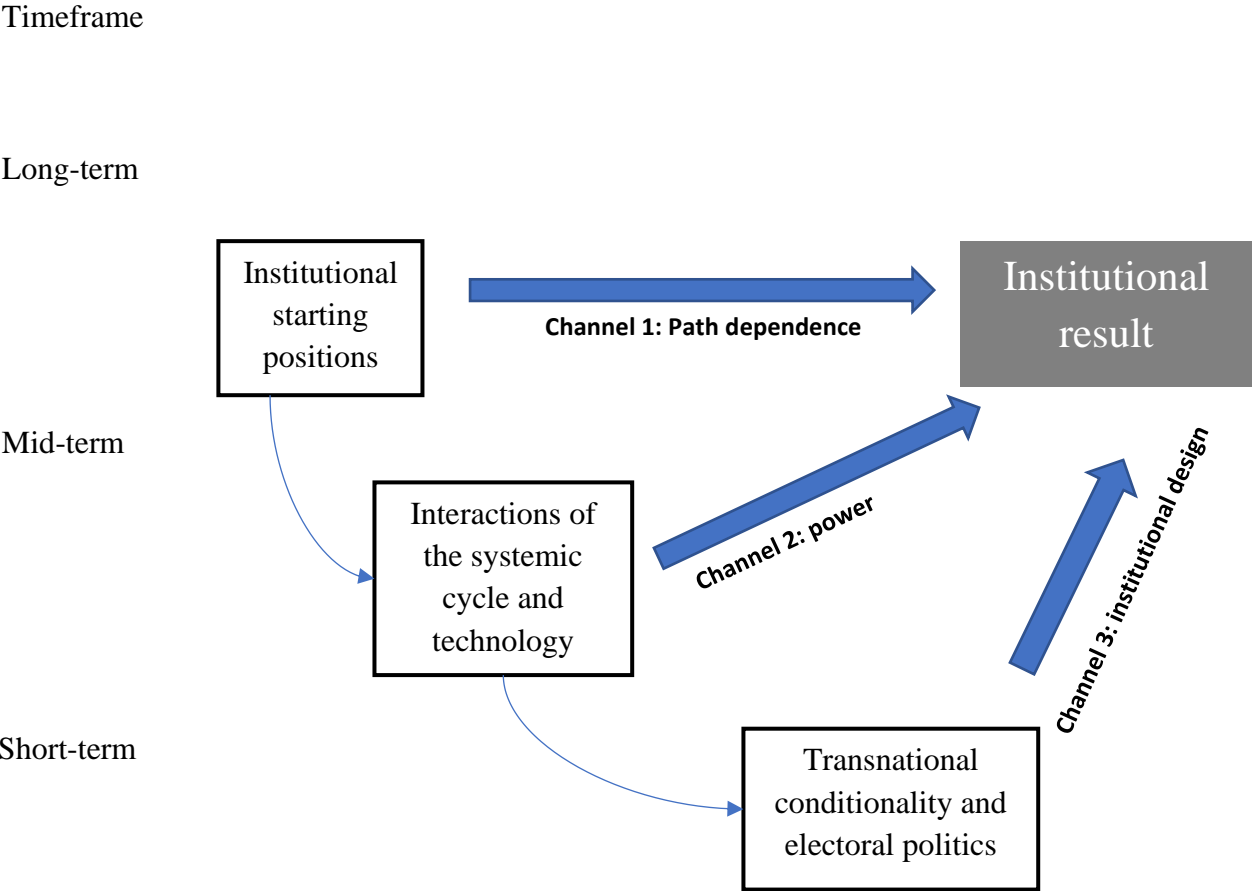 Timeframe
Long-term
Institutional
starting
positions
Channel 1: Path dependence
Institutional
result
Mid-term
Interactions of
the systemic
cycle and
technology
Channel 2: power
Channel 3: institutional design
Short-term
Transnational
conditionality and
electoral politics